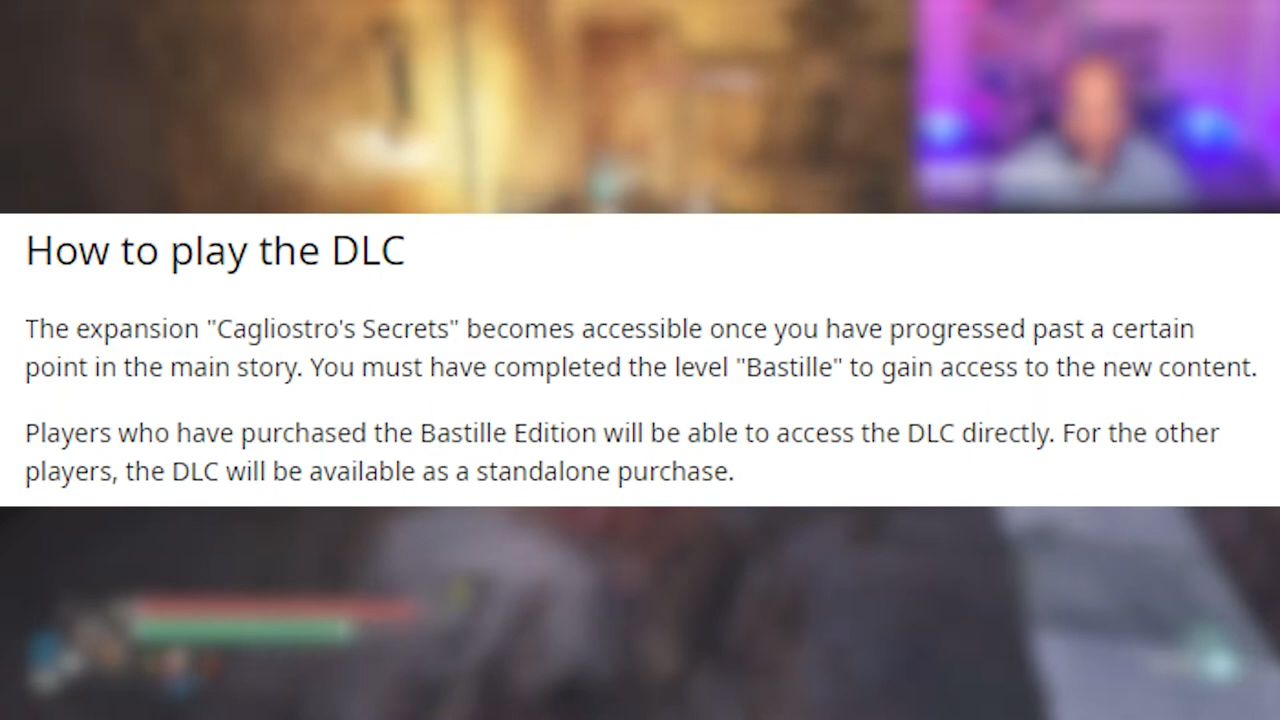 How to play the DLC
The expansion "Cagliostro's Secrets" becomes accessible once you have progressed past a certain
point in the main story. You must have completed the level "Bastille" to gain access to the new content.
Players who have purchased the Bastille Edition will be able to access the DLC directly. For the other
players, the DLC will be available as a standalone purchase.